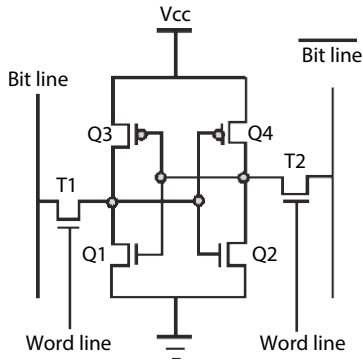 Vcc
Bit line
Bit line
Q3
Q4
T1
T2
Q1
Q2
Word line
Word line